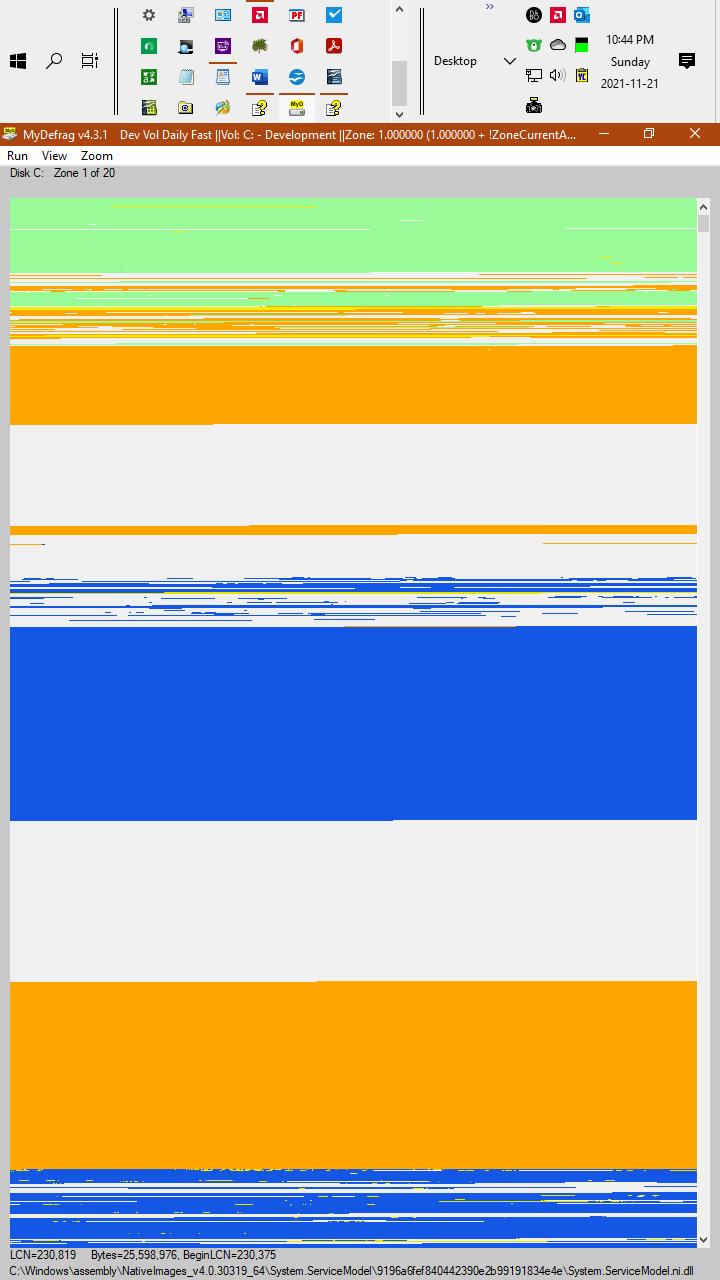 PF
W
10:44 PM
Desktop
Sunday
2021-11-21
MyDefrag v4.3.1 Dev Vol Daily Fast ||Vol: C: - Development ||Zone: 1.000000 (1.000000 + !ZoneCurrentA...
Run View Zoom
Disk C: Zone 1 of 20
LCN=230,819 Bytes=25,598,976, BeginLCN=230,375
C:\Windows\assembly\NativeImages_v4.0.30319_64\System.ServiceModel\9196a6fef840442390e2b99191834e4e\System.ServiceModel.ni.dll